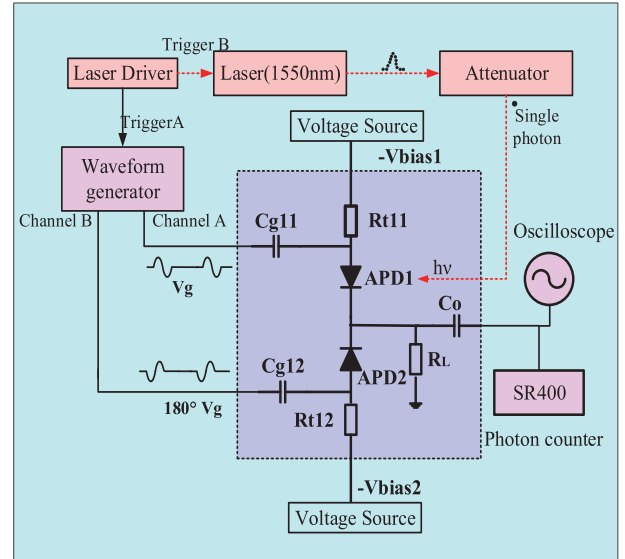 Trigger B
Laser Driver
Laser(1550nm)
Attenuator
TriggerA
Single
photon
Voltage Source
-Vbias1
Waveform
generator
Channel B
Channel A
Cg11
Rt11
Oscilloscope
Vg
APD1
hν
Co
Cg12
APD2
RL
180° Vg
Rt12
SR400
Photon counter
-Vbias2
Voltage Source